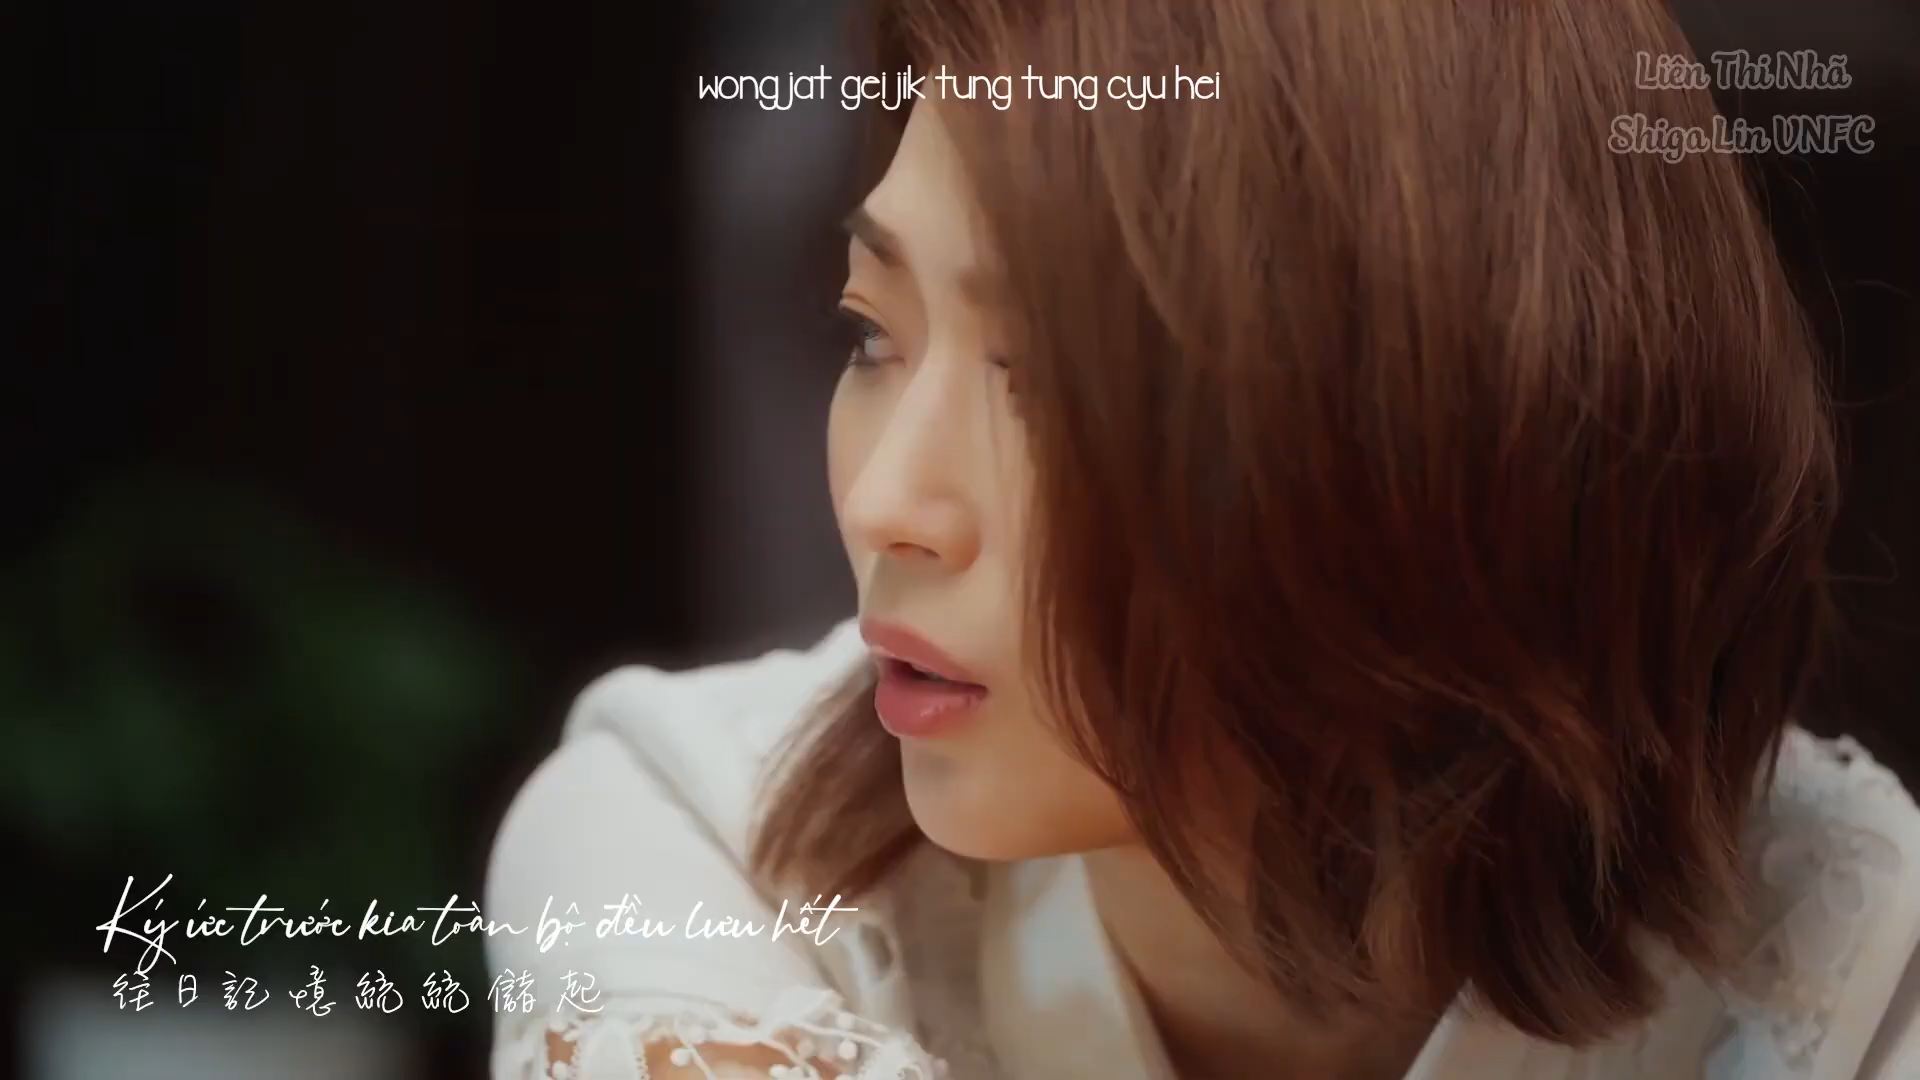 wong jat gei jik tung tung cyu hei
Liên Thi Nhã
Shiga Lin VNFC
Ký ức trước kia toàn bộ đều lưu hết
往日記憶統統儲起